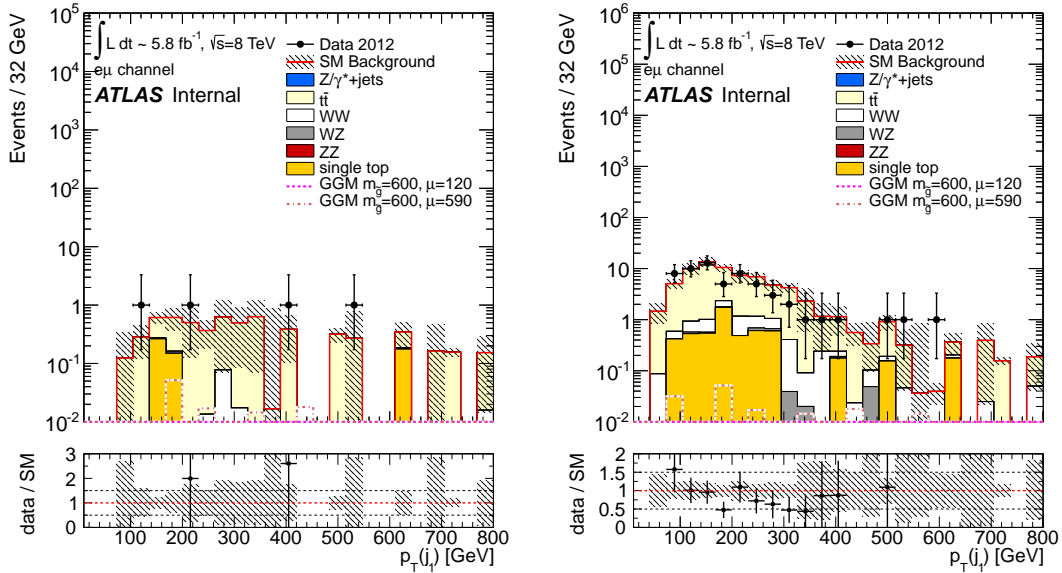 Events / 32 GeV
10⁵
10⁴
10³
10²
10
1
10⁻¹
10⁻²
∫ L dt ~ 5.8 fb⁻¹, √s=8 TeV
eμ channel
ATLAS Internal
Data 2012
SM Background
Z/γ*+jets
tt̄
WW
WZ
ZZ
single top
GGM m_g̃=600, μ=120
GGM m_g̃=600, μ=590
data / SM
3
2
1
0
100 200 300 400 500 600 700 800
p_T(j_1) [GeV]
Events / 32 GeV
10⁶
10⁵
10⁴
10³
10²
10
1
10⁻¹
10⁻²
∫ L dt ~ 5.8 fb⁻¹, √s=8 TeV
eμ channel
ATLAS Internal
Data 2012
SM Background
Z/γ*+jets
tt̄
WW
WZ
ZZ
single top
GGM m_g̃=600, μ=120
GGM m_g̃=600, μ=590
data / SM
2
1.5
1
0.5
0
100 200 300 400 500 600 700 800
p_T(j_1) [GeV]